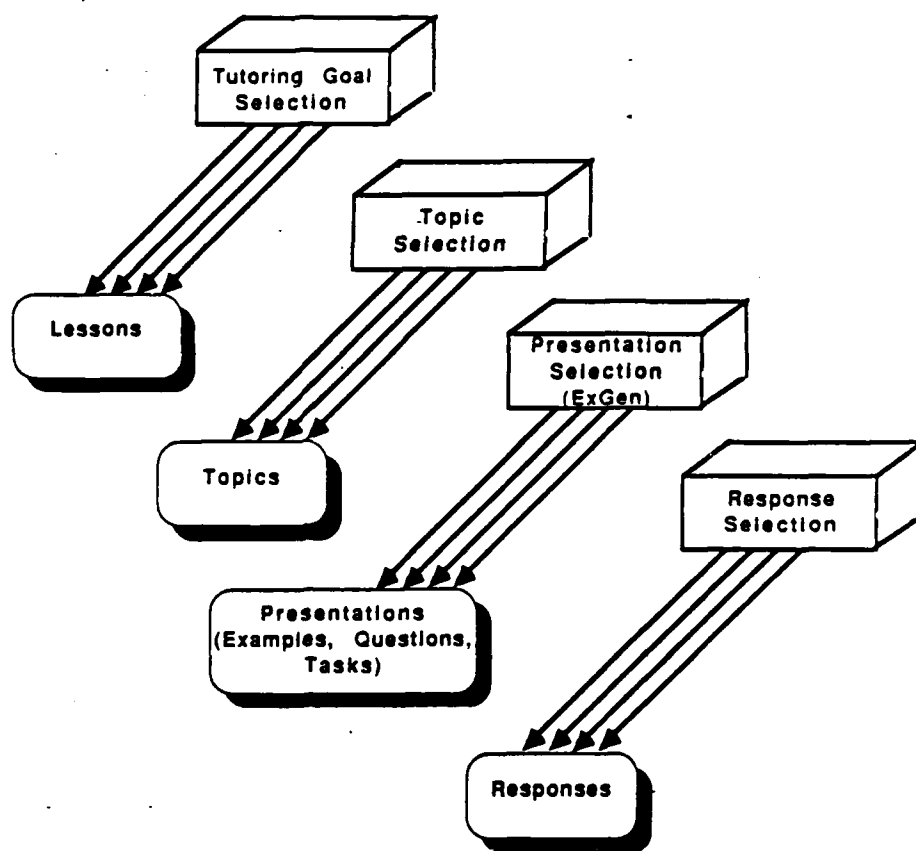 Tutoring Goal
Selection
Topic
Selection
Lessons
Presentation
Selection
(ExGen)
Topics
Response
Selection
Presentations
(Examples, Questions,
Tasks)
Responses